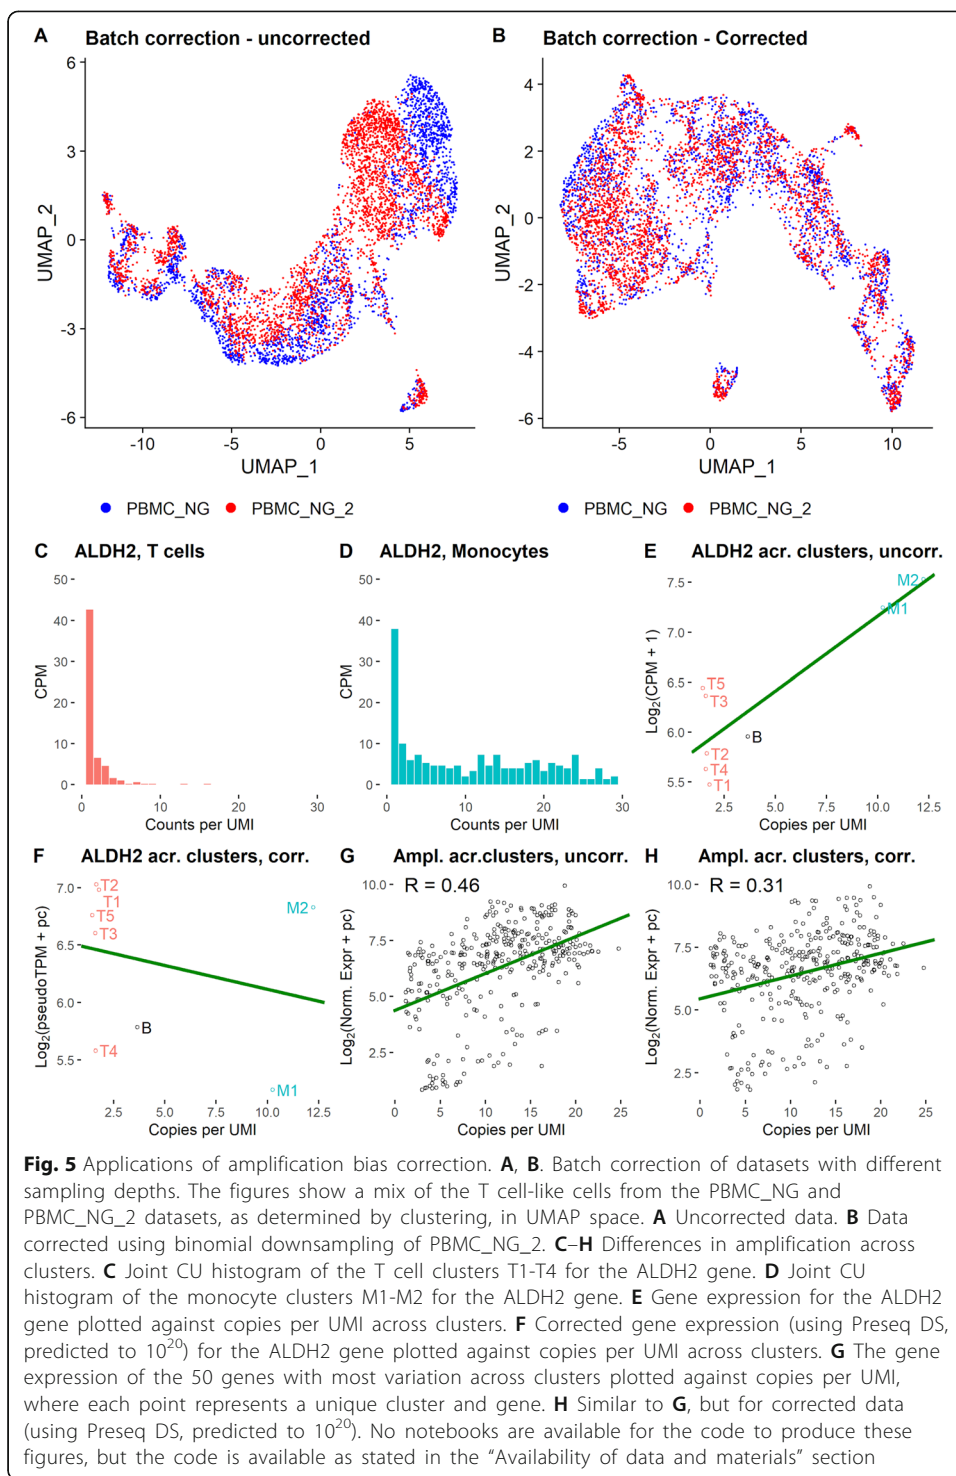 A Batch correction - uncorrected
6
3
0
-3
-6
UMAP_2
-10 -5 0 5
UMAP_1
PBMC_NG PBMC_NG_2
B Batch correction - Corrected
4
2
0
-2
-4
-6
UMAP_2
-5 0 5 10
UMAP_1
PBMC_NG PBMC_NG_2
C ALDH2, T cells
50
40
30
20
10
0
CPM
0 10 20 30
Counts per UMI
D ALDH2, Monocytes
50
40
30
20
10
0
CPM
0 10 20 30
Counts per UMI
E ALDH2 acr. clusters, uncorr.
7.5
7.0
6.5
6.0
5.5
Log2(CPM + 1)
M2
M1
T5
T3
B
T2
T4
T1
2.5 5.0 7.5 10.0 12.5
Copies per UMI
F ALDH2 acr. clusters, corr.
7.0
6.5
6.0
5.5
Log2(pseudoTPM + pc)
T2
T1
T5
T3
M2
B
T4
M1
2.5 5.0 7.5 10.0 12.5
Copies per UMI
G Ampl. acr.clusters, uncorr.
R = 0.46
10.0
7.5
5.0
2.5
Log2(Norm. Expr + pc)
0 5 10 15 20 25
Copies per UMI
H Ampl. acr. clusters, corr.
R = 0.31
10.0
7.5
5.0
2.5
Log2(Norm. Expr + pc)
0 5 10 15 20 25
Copies per UMI
Fig. 5 Applications of amplification bias correction. A, B. Batch correction of datasets with different
sampling depths. The figures show a mix of the T cell-like cells from the PBMC_NG and
PBMC_NG_2 datasets, as determined by clustering, in UMAP space. A Uncorrected data. B Data
corrected using binomial downsampling of PBMC_NG_2. C–H Differences in amplification across
clusters. C Joint CU histogram of the T cell clusters T1-T4 for the ALDH2 gene. D Joint CU
histogram of the monocyte clusters M1-M2 for the ALDH2 gene. E Gene expression for the ALDH2
gene plotted against copies per UMI across clusters. F Corrected gene expression (using Preseq DS,
predicted to 10^20) for the ALDH2 gene plotted against copies per UMI across clusters. G The gene
expression of the 50 genes with most variation across clusters plotted against copies per UMI,
where each point represents a unique cluster and gene. H Similar to G, but for corrected data
(using Preseq DS, predicted to 10^20). No notebooks are available for the code to produce these
figures, but the code is available as stated in the “Availability of data and materials” section